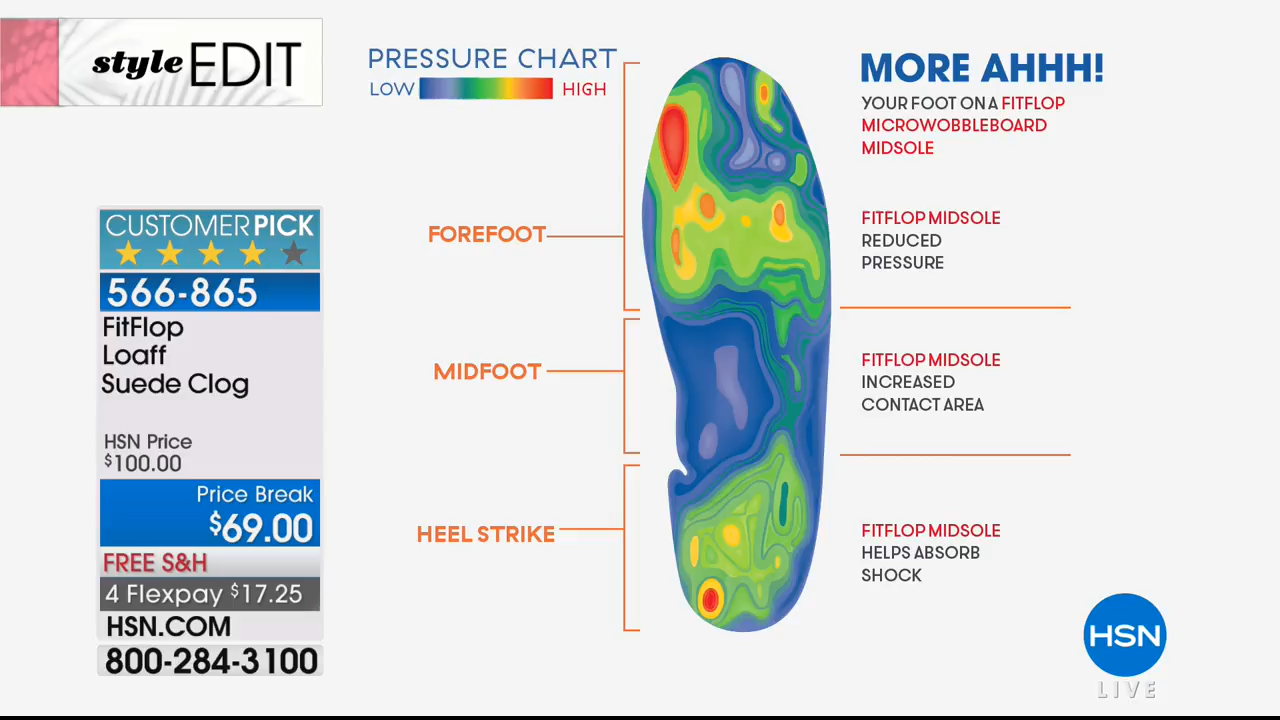 style EDIT
CUSTOMER PICK
566-865
FitFlop
Loaff
Suede Clog
HSN Price
$100.00
Price Break
$69.00
FREE S&H
4 Flexpay $17.25
HSN.COM
800-284-3100
PRESSURE CHART
LOW HIGH
FOREFOOT
MIDFOOT
HEEL STRIKE
MORE AHHH!
YOUR FOOT ON A FITFLOP
MICROWOBBLEBOARD
MIDSOLE
FITFLOP MIDSOLE
REDUCED
PRESSURE
FITFLOP MIDSOLE
INCREASED
CONTACT AREA
FITFLOP MIDSOLE
HELPS ABSORB
SHOCK
HSN
LIVE